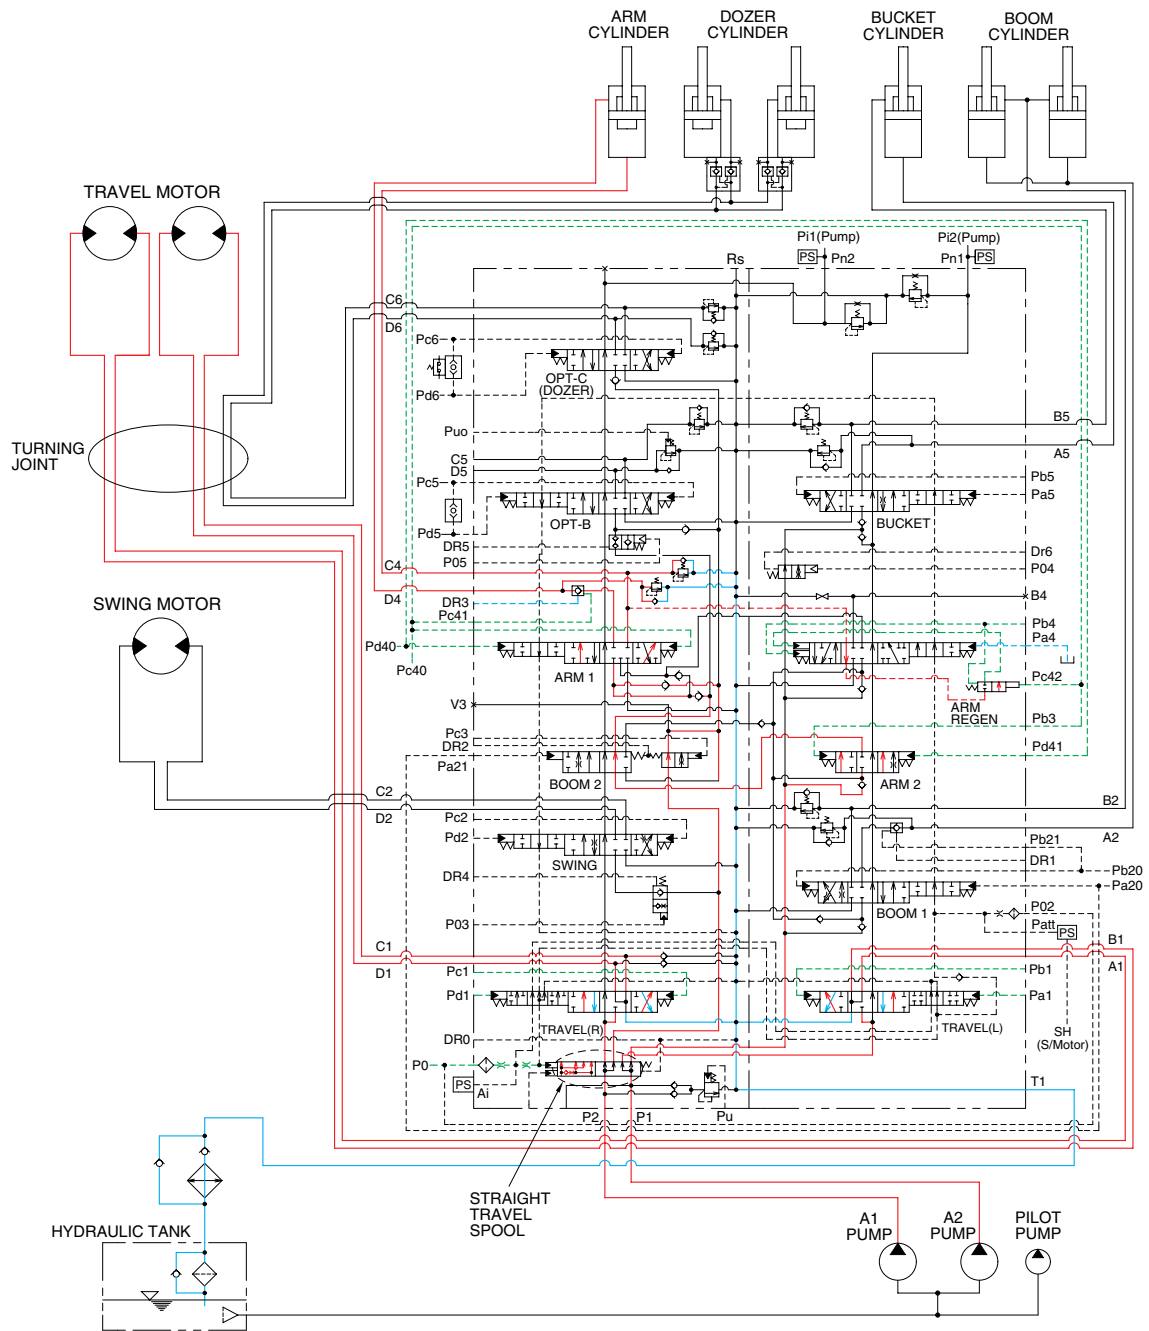 ARM
CYLINDER
DOZER
CYLINDER
BUCKET
CYLINDER
BOOM
CYLINDER
TRAVEL MOTOR
Pi1(Pump)
Pi2(Pump)
PS
Pn2
Rs
Pn1
PS
C6
D6
Pc6
OPT-C
(DOZER)
Pd6
B5
Puo
TURNING
JOINT
A5
C5
D5
Pc5
Pb5
Pa5
OPT-B
BUCKET
Pd5
DR5
Dr6
P05
C4
P04
D4
B4
SWING MOTOR
DR3
Pc41
Pb4
Pa4
Pd40
Pc40
ARM 1
Pc42
ARM
REGEN
V3
Pb3
Pc3
DR2
Pd41
Pa21
BOOM 2
ARM 2
C2
B2
D2
Pc2
Pd2
A2
Pb21
SWING
DR1
DR4
Pb20
Pa20
BOOM 1
P02
P03
Patt
PS
C1
B1
D1
Pc1
A1
Pb1
Pd1
Pa1
TRAVEL(R)
TRAVEL(L)
SH
(S/Motor)
DR0
P0
PS
Ai
T1
P2
P1
Pu
STRAIGHT
TRAVEL
SPOOL
A1
PUMP
A2
PUMP
PILOT
PUMP
HYDRAULIC TANK